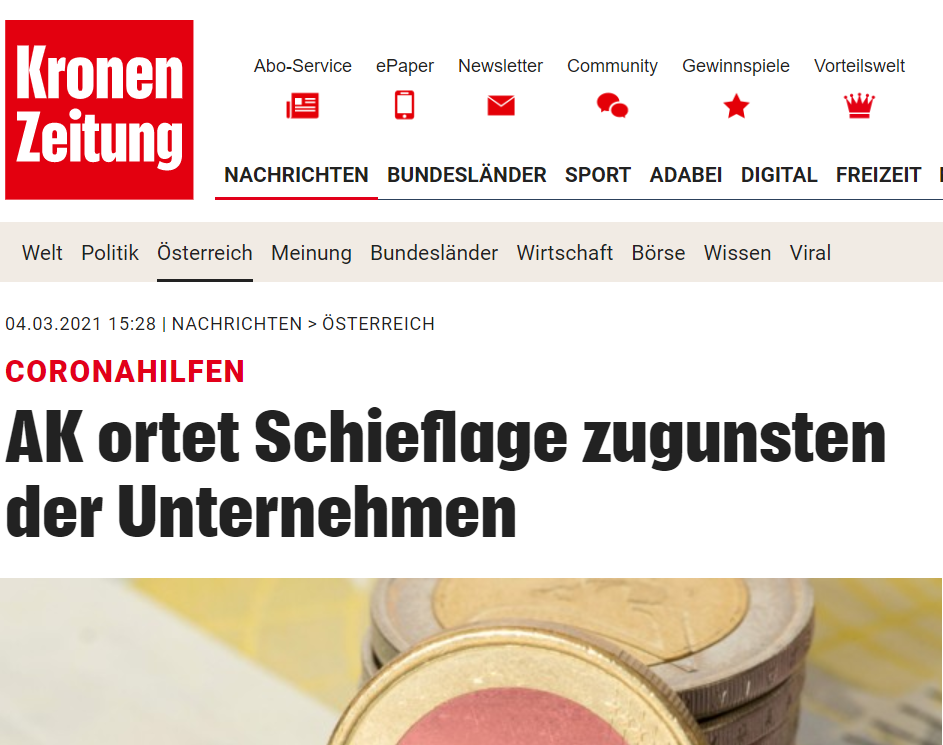 Kronen
Zeitung
Abo-Service ePaper Newsletter Community Gewinnspiele Vorteilswelt
NACHRICHTEN BUNDESLÄNDER SPORT ADABEI DIGITAL FREIZEIT
Welt Politik Österreich Meinung Bundesländer Wirtschaft Börse Wissen Viral
04.03.2021 15:28 | NACHRICHTEN > ÖSTERREICH
CORONAHILFEN
AK ortet Schieflage zugunsten
der Unternehmen